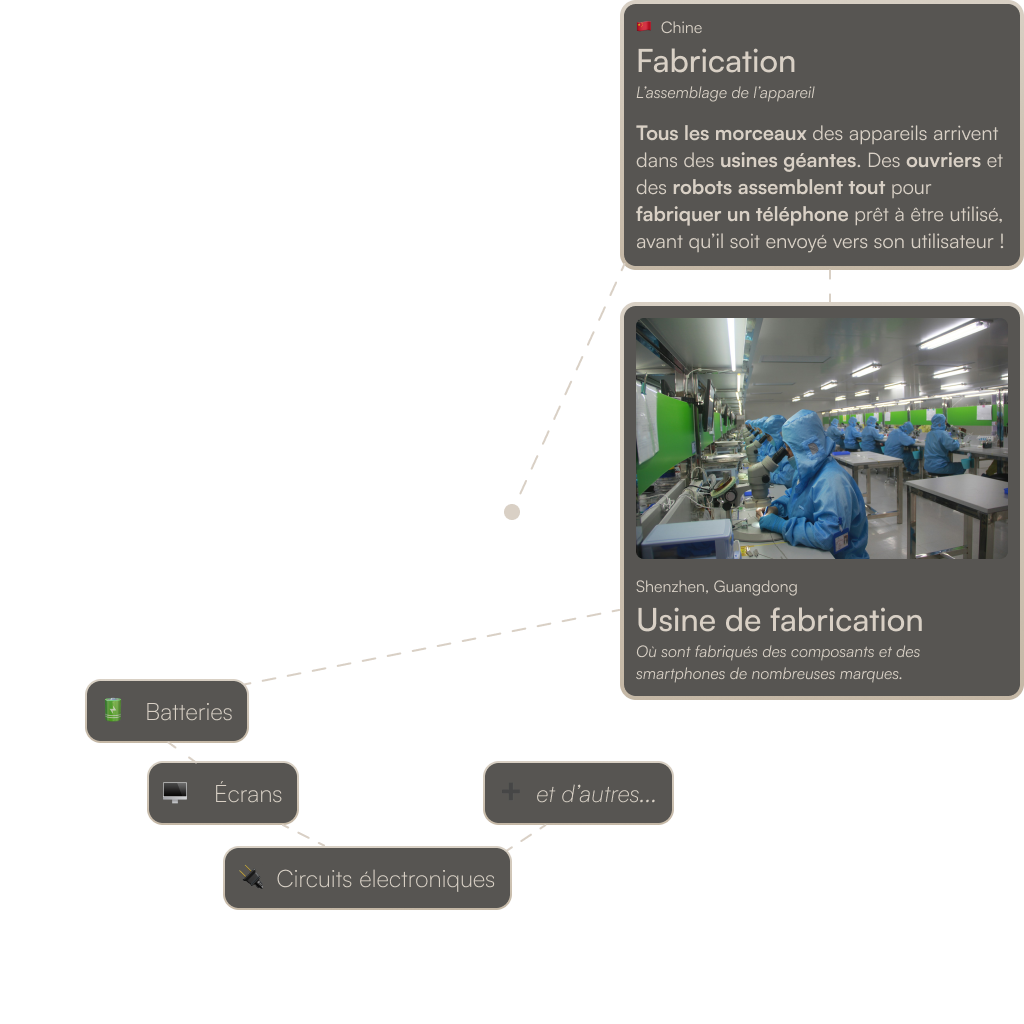 Chine
Fabrication
L’assemblage de l’appareil
Tous les morceaux des appareils arrivent
dans des usines géantes. Des ouvriers et
des robots assemblent tout pour
fabriquer un téléphone prêt à être utilisé,
avant qu’il soit envoyé vers son utilisateur !
Shenzhen, Guangdong
Usine de fabrication
Où sont fabriqués des composants et des
smartphones de nombreuses marques.
Batteries
Écrans
et d’autres...
Circuits électroniques